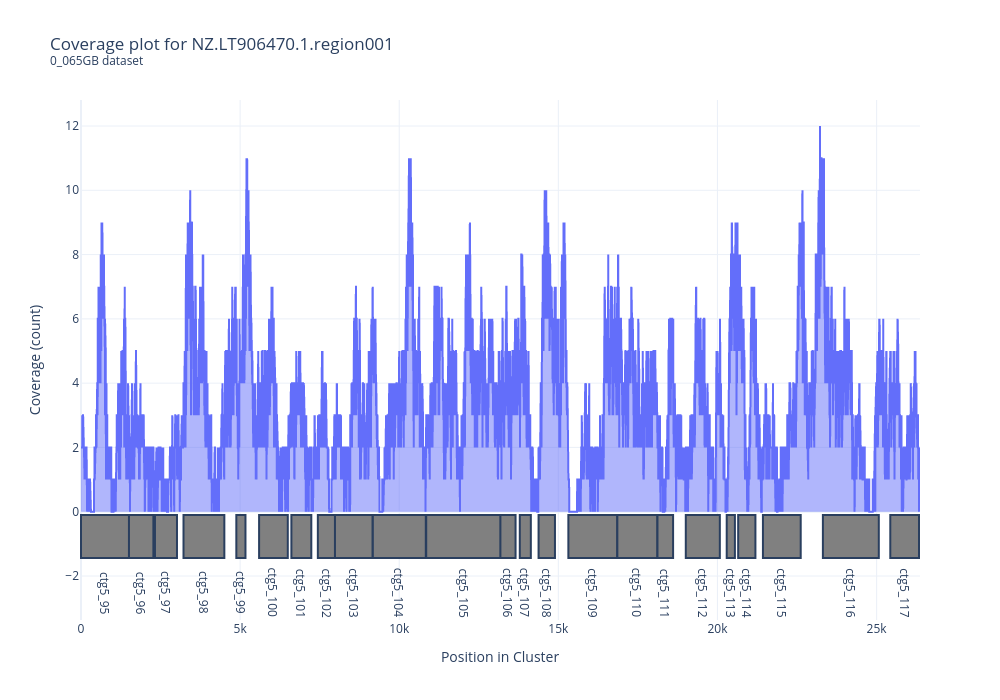 Coverage plot for NZ.LT906470.1.region001
0_065GB dataset
Coverage (count)
12
10
8
6
4
2
0
−2
ctg5_95
ctg5_96
ctg5_97
ctg5_98
ctg5_99
ctg5_100
ctg5_101
ctg5_102
ctg5_103
ctg5_104
ctg5_105
ctg5_106
ctg5_107
ctg5_108
ctg5_109
ctg5_110
ctg5_111
ctg5_112
ctg5_113
ctg5_114
ctg5_115
ctg5_116
ctg5_117
0 5k 10k 15k 20k 25k
Position in Cluster